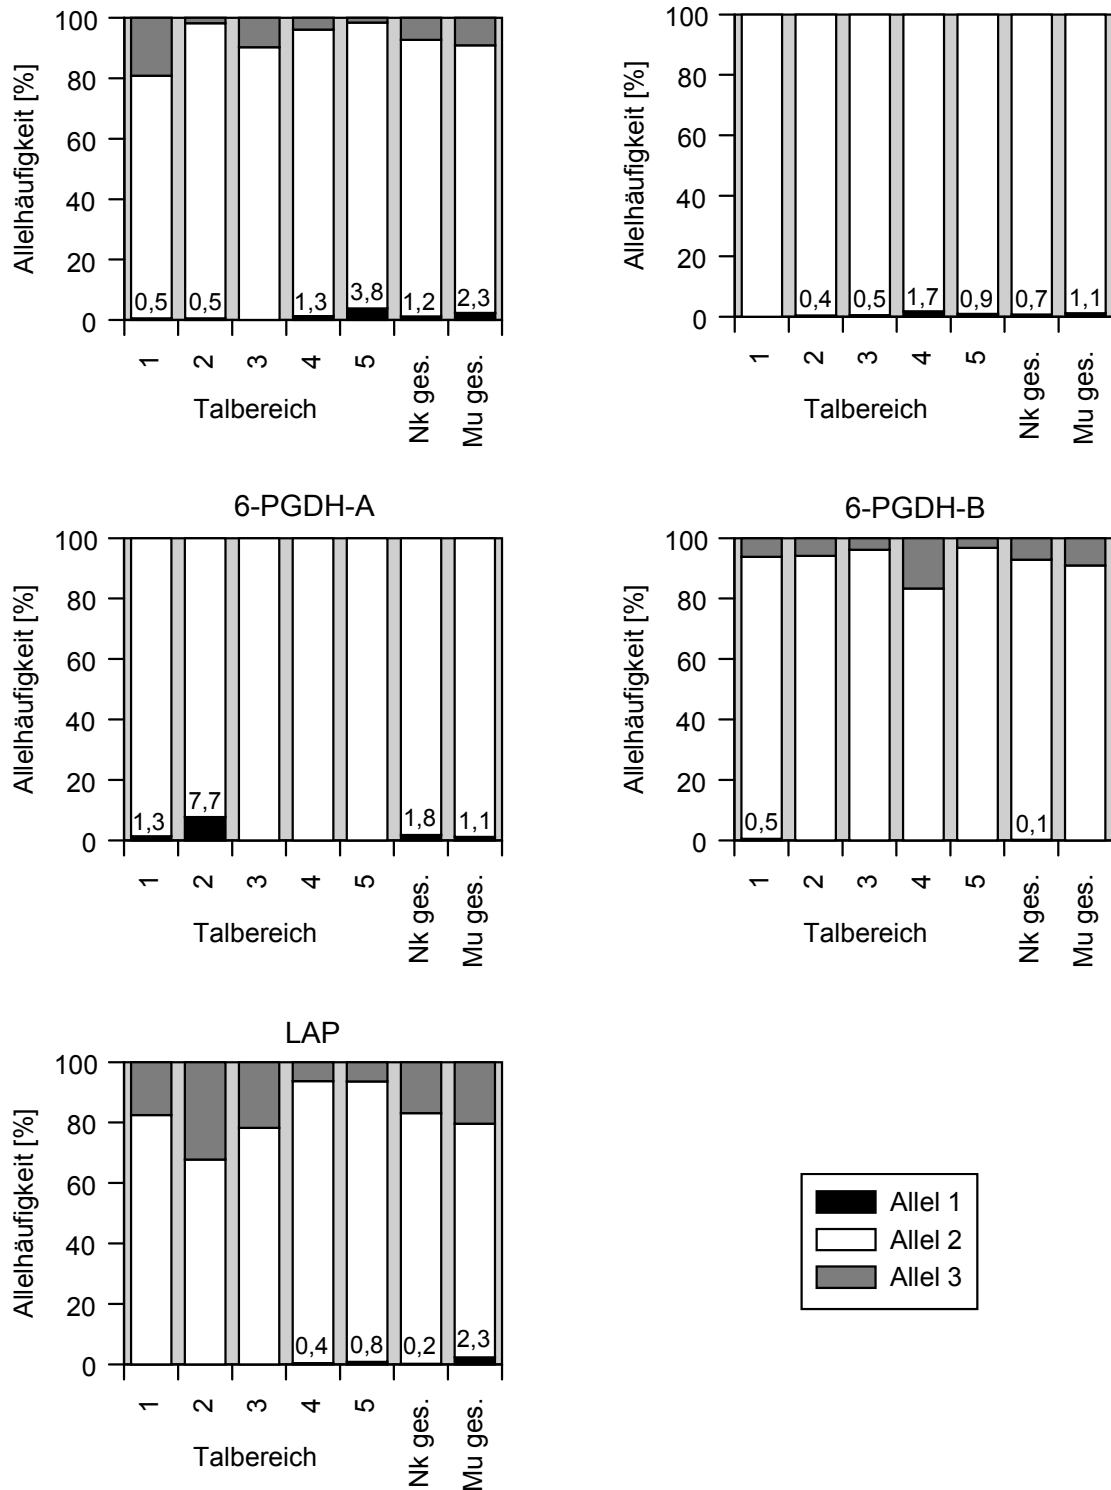 Allelhäufigkeit [%]
100
80
60
40
20
0
0,5
0,5
1,3
3,8
1,2
2,3
1
2
3
4
5
Nk ges.
Mu ges.
Talbereich
Allelhäufigkeit [%]
100
80
60
40
20
0
0,4
0,5
1,7
0,9
0,7
1,1
1
2
3
4
5
Nk ges.
Mu ges.
Talbereich
6-PGDH-A
Allelhäufigkeit [%]
100
80
60
40
20
0
1,3
7,7
1,8
1,1
1
2
3
4
5
Nk ges.
Mu ges.
Talbereich
6-PGDH-B
Allelhäufigkeit [%]
100
80
60
40
20
0
0,5
0,1
1
2
3
4
5
Nk ges.
Mu ges.
Talbereich
LAP
Allelhäufigkeit [%]
100
80
60
40
20
0
0,4
0,8
0,2
2,3
1
2
3
4
5
Nk ges.
Mu ges.
Talbereich
Allel 1
Allel 2
Allel 3